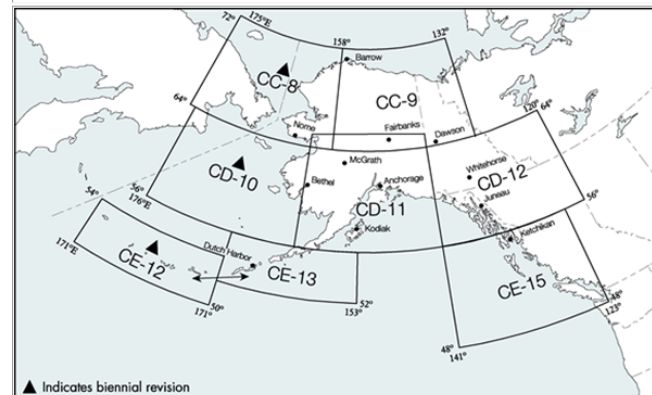 72°
175°E
158°
132°
Barrow
CC-8
CC-9
64°
120°
64°
Nome
Fairbanks
Dawson
McGrath
Whitehorse
CD-10
Bethel
Anchorage
CD-12
CD-11
Juneau
56°
176°E
56°
54°
Kodiak
Ketchikan
171°E
CE-12
Dutch Harbor
CE-13
CE-15
50°
171°
52°
153°
48°
123°
48°
141°
Indicates biennial revision